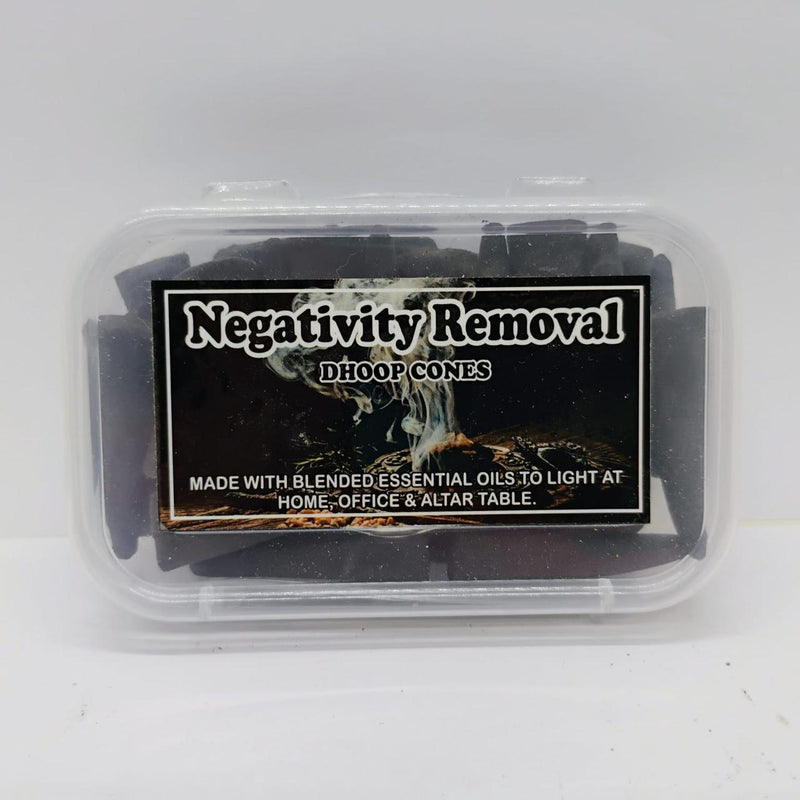 Negativity Removal
DHOOP CONES
MADE WITH BLENDED ESSENTIAL OILS TO LIGHT AT
HOME, OFFICE & ALTAR TABLE.